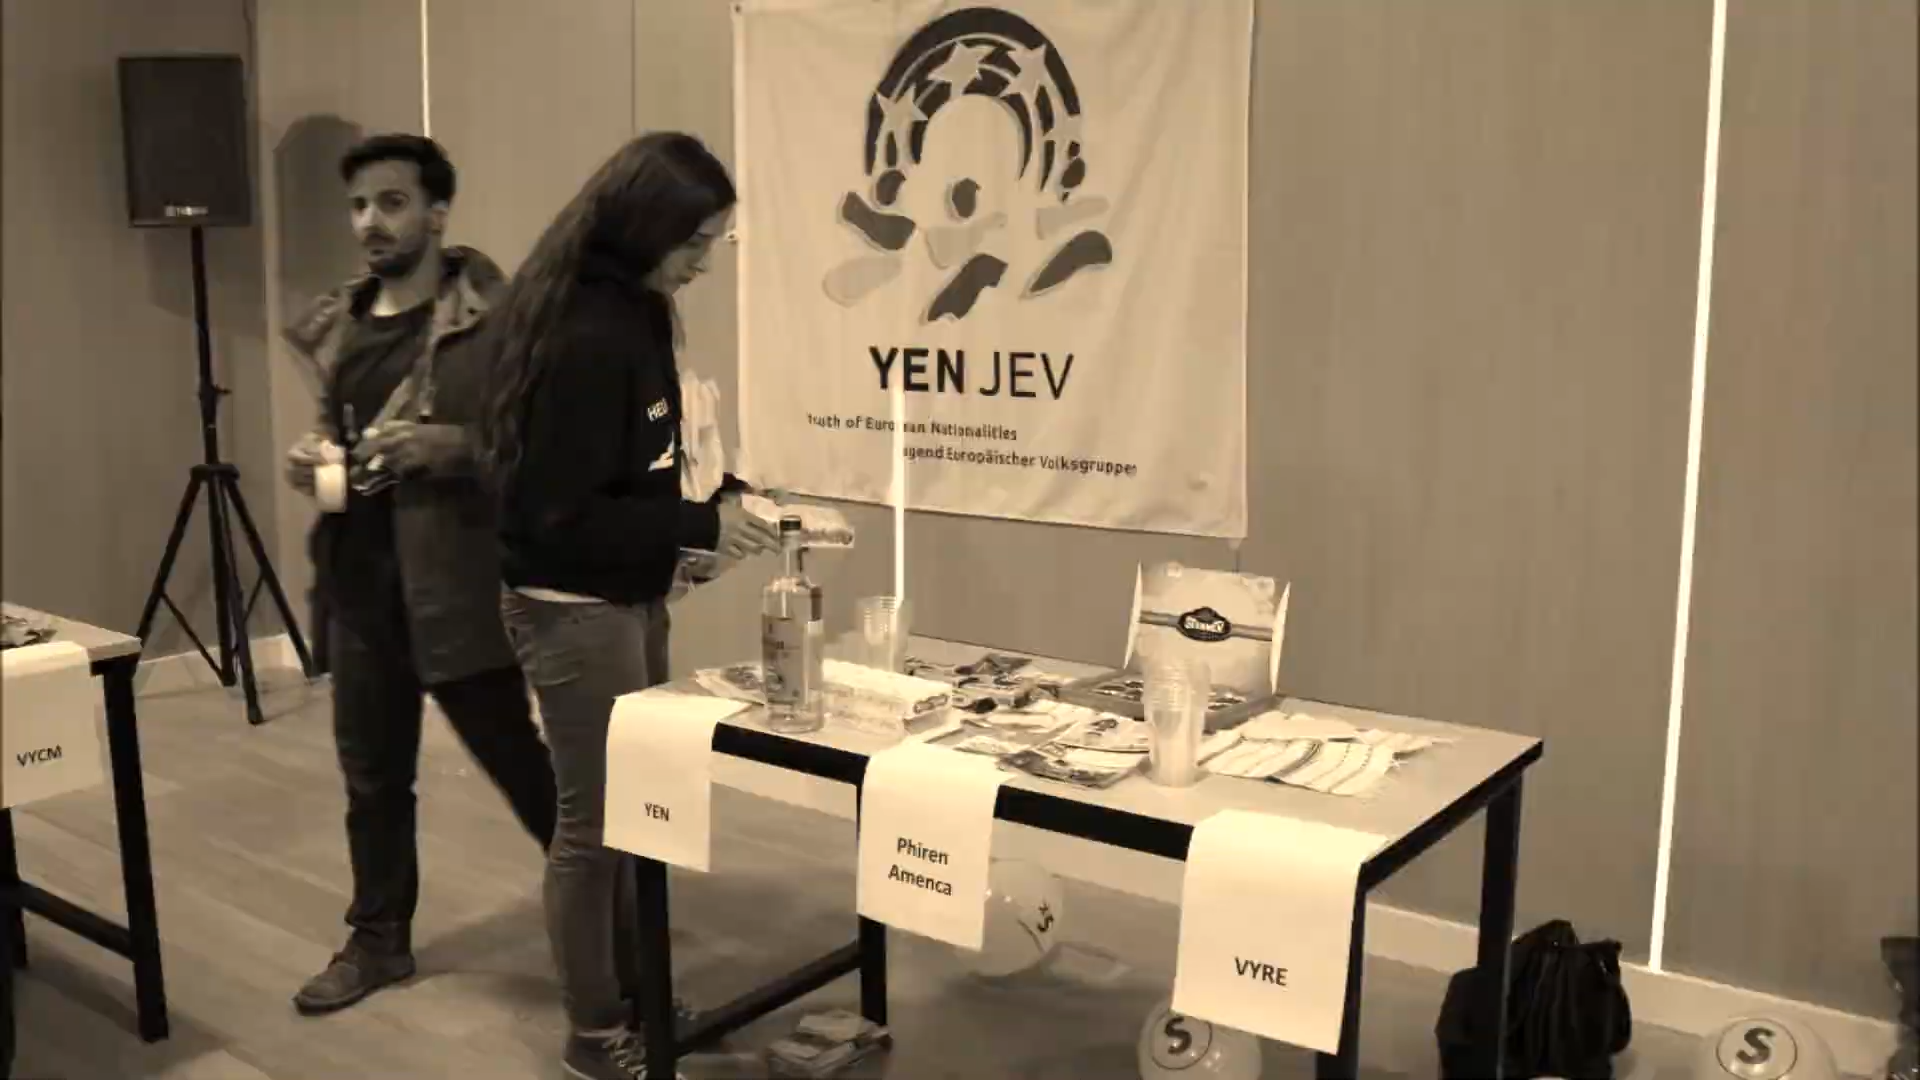 YEN JEV
Youth of European Nationalities
Jugend Europäischer Volksgruppen
VYCM
YEN
Phiren
Amenca
VYRE
S
S
S